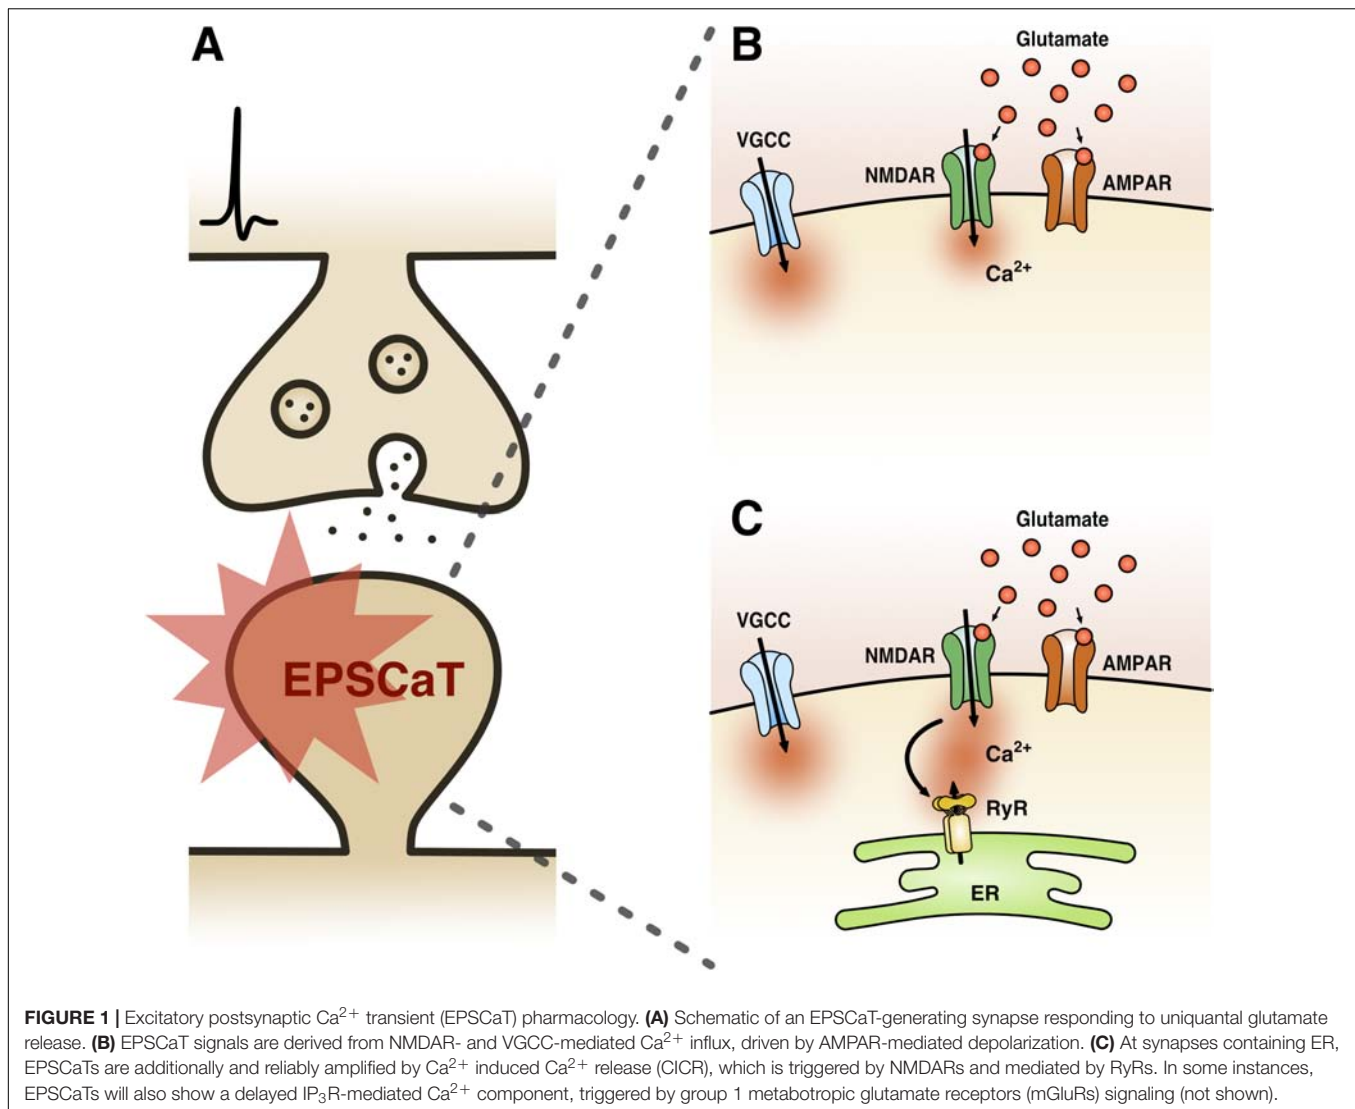 A
EPSCaT
B
Glutamate
VGCC
NMDAR
AMPAR
Ca2+
C
Glutamate
VGCC
NMDAR
AMPAR
Ca2+
RyR
ER
FIGURE 1 | Excitatory postsynaptic Ca2+ transient (EPSCaT) pharmacology. (A) Schematic of an EPSCaT-generating synapse responding to uniquantal glutamate
release. (B) EPSCaT signals are derived from NMDAR- and VGCC-mediated Ca2+ influx, driven by AMPAR-mediated depolarization. (C) At synapses containing ER,
EPSCaTs are additionally and reliably amplified by Ca2+ induced Ca2+ release (CICR), which is triggered by NMDARs and mediated by RyRs. In some instances,
EPSCaTs will also show a delayed IP3R-mediated Ca2+ component, triggered by group 1 metabotropic glutamate receptors (mGluRs) signaling (not shown).